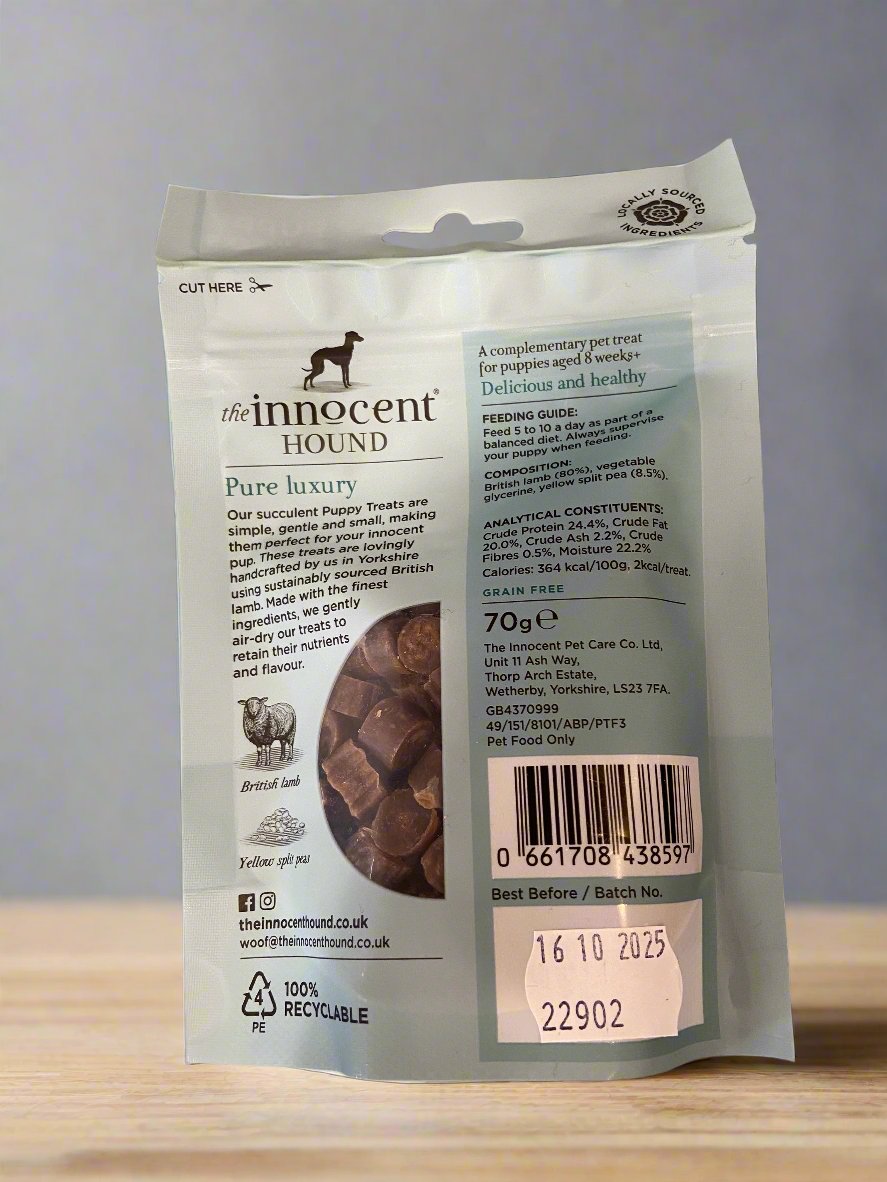 LOCALLY SOURCED
INGREDIENTS
CUT HERE
the innocent®
HOUND
Pure luxury
Our succulent Puppy Treats are
simple, gentle and small, making
them perfect for your innocent
pup. These treats are lovingly
handcrafted by us in Yorkshire
using sustainably sourced British
lamb. Made with the finest
ingredients, we gently
air-dry our treats to
retain their nutrients
and flavour.
British lamb
Yellow split peas
theinnocenthound.co.uk
woof@theinnocenthound.co.uk
4
PE
100%
RECYCLABLE
A complementary pet treat
for puppies aged 8 weeks+
Delicious and healthy
FEEDING GUIDE:
Feed 5 to 10 a day as part of a
balanced diet. Always supervise
your puppy when feeding.
COMPOSITION:
British lamb (80%), vegetable
glycerine, yellow split pea (8.5%).
ANALYTICAL CONSTITUENTS:
Crude Protein 24.4%, Crude Fat
20.0%, Crude Ash 2.2%, Crude
Fibres 0.5%, Moisture 22.2%
Calories: 364 kcal/100g, 2kcal/treat.
GRAIN FREE
70g℮
The Innocent Pet Care Co. Ltd,
Unit 11 Ash Way,
Thorp Arch Estate,
Wetherby, Yorkshire, LS23 7FA.
GB4370999
49/151/8101/ABP/PTF3
Pet Food Only
0 661708 438597
Best Before / Batch No.
16 10 2025
22902